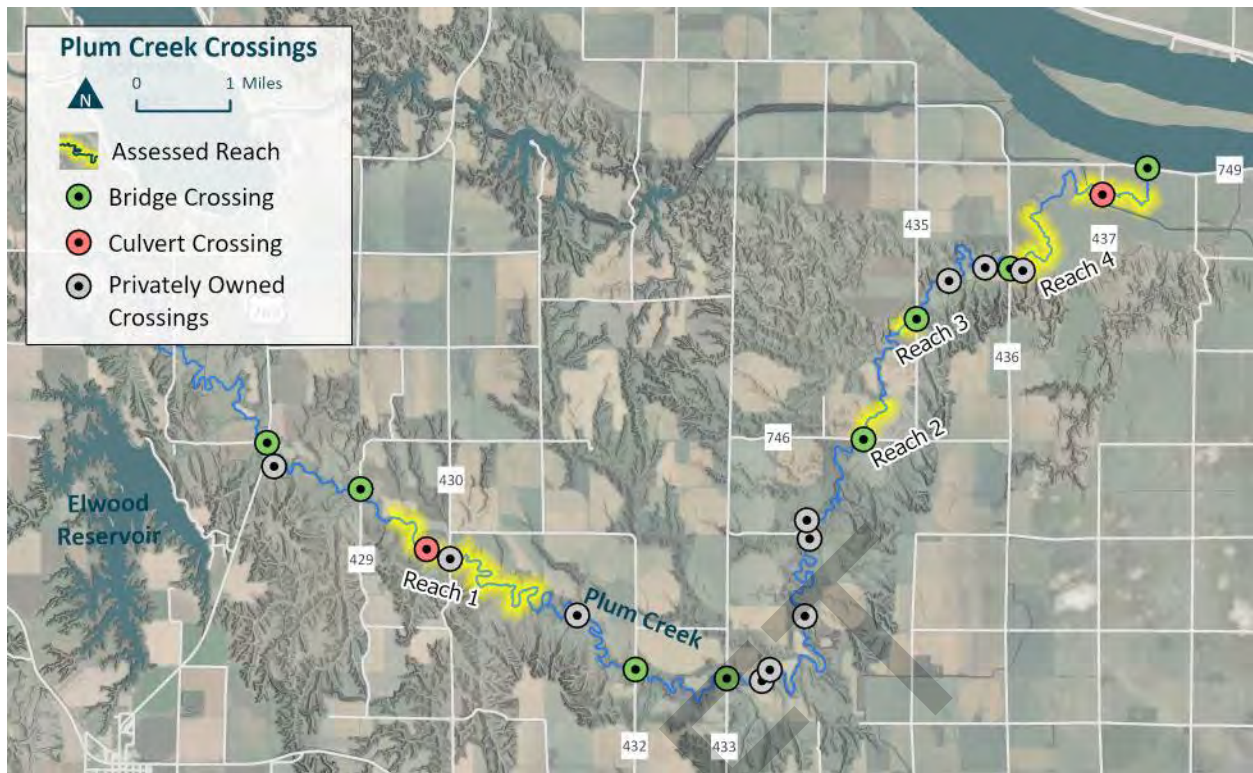 Plum Creek Crossings
N
0 1 Miles
Assessed Reach
Bridge Crossing
Culvert Crossing
Privately Owned
Crossings
749
435
437
Reach 4
Reach 3
436
746
Reach 2
430
Elwood
Reservoir
429
Reach 1
Plum Creek
432
433